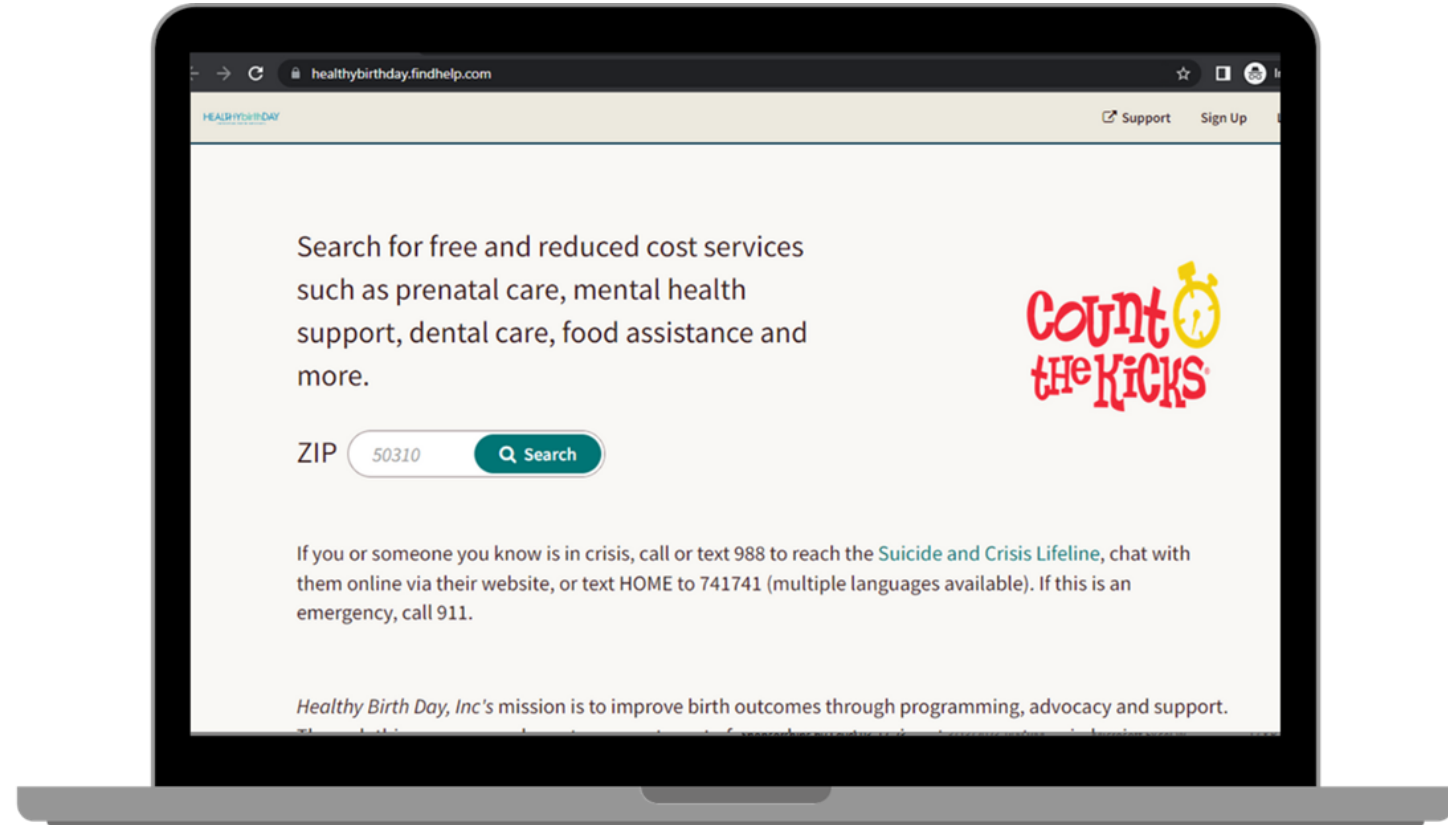 healthybirthday.findhelp.com
HEALTHYbirthDAY
Support Sign Up
Search for free and reduced cost services
such as prenatal care, mental health
support, dental care, food assistance and
more.
Count
the Kicks®
ZIP 50310 Search
If you or someone you know is in crisis, call or text 988 to reach the Suicide and Crisis Lifeline, chat with
them online via their website, or text HOME to 741741 (multiple languages available). If this is an
emergency, call 911.
Healthy Birth Day, Inc's mission is to improve birth outcomes through programming, advocacy and support.